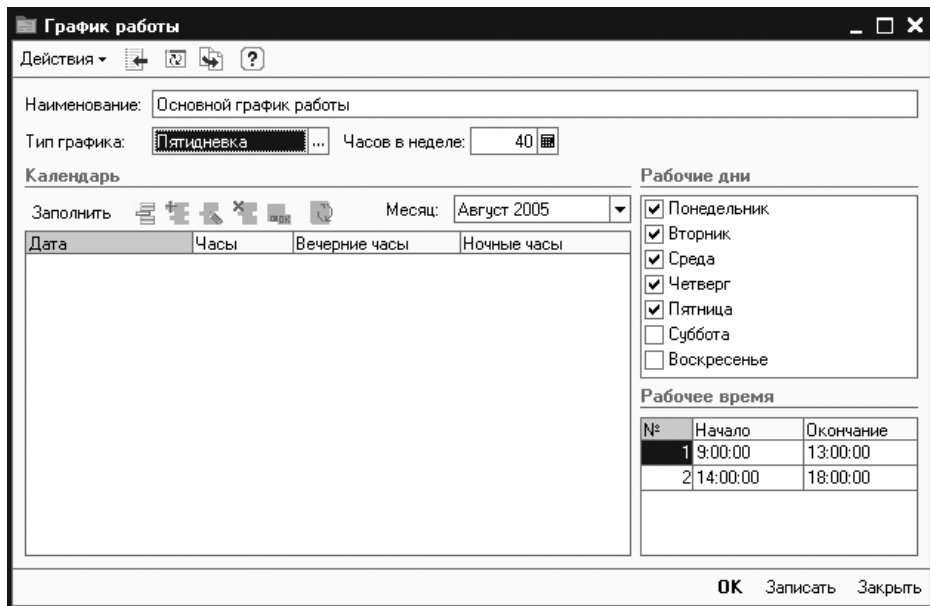 График работы
Действия
Наименование: Основной график работы
Тип графика: Пятидневка ... Часов в неделе: 40
Календарь
Рабочие дни
Заполнить Месяц: Август 2005
Дата Часы Вечерние часы Ночные часы
Понедельник
Вторник
Среда
Четверг
Пятница
Суббота
Воскресенье
Рабочее время
№ Начало Окончание
1 9:00:00 13:00:00
2 14:00:00 18:00:00
OK Записать Закрыть